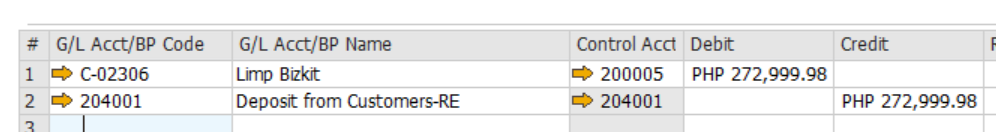 # G/L Acct/BP Code G/L Acct/BP Name Control Acct Debit Credit
1 C-02306 Limp Bizkit 200005 PHP 272,999.98
2 204001 Deposit from Customers-RE 204001 PHP 272,999.98
3